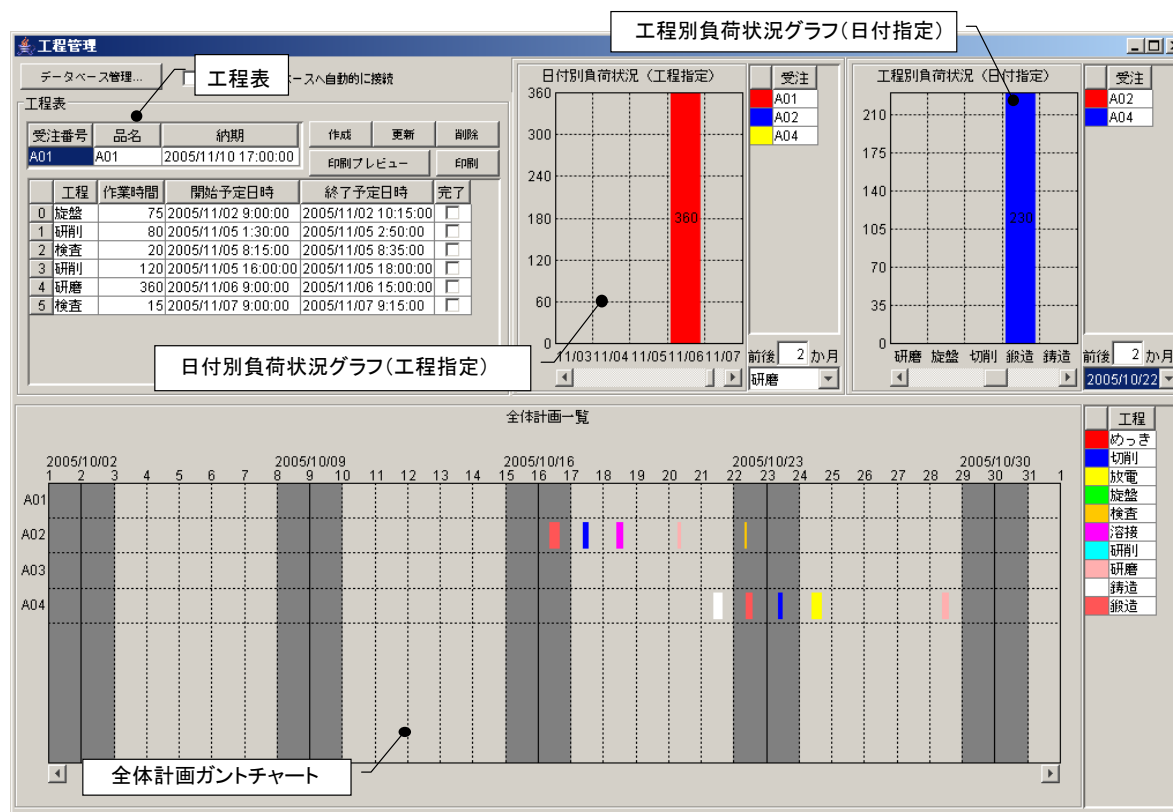 工程別負荷状況グラフ(日付指定)
工程管理
データベース管理...
ースへ自動的に接続
工程表
工程表
受注番号 品名 納期
A01 A01 2005/11/10 17:00:00
作成 更新 削除
印刷プレビュー 印刷
工程 作業時間 開始予定日時 終了予定日時 完了
0 旋盤 75 2005/11/02 9:00:00 2005/11/02 10:15:00
1 研削 80 2005/11/05 1:30:00 2005/11/05 2:50:00
2 検査 20 2005/11/05 8:15:00 2005/11/05 8:35:00
3 研削 120 2005/11/05 16:00:00 2005/11/05 18:00:00
4 研磨 360 2005/11/06 9:00:00 2005/11/06 15:00:00
5 検査 15 2005/11/07 9:00:00 2005/11/07 9:15:00
日付別負荷状況グラフ(工程指定)
日付別負荷状況(工程指定)
360
300
240
180
120
60
0
360
11/03 11/04 11/05 11/06 11/07
受注
A01
A02
A04
前後 2 か月
研磨
工程別負荷状況(日付指定)
210
175
140
105
70
35
0
230
研磨 旋盤 切削 鍛造 鋳造
受注
A02
A04
前後 2 か月
2005/10/22
全体計画一覧
2005/10/02 2005/10/09 2005/10/16 2005/10/23 2005/10/30
1 2 3 4 5 6 7 8 9 10 11 12 13 14 15 16 17 18 19 20 21 22 23 24 25 26 27 28 29 30 31 1
A01
A02
A03
A04
全体計画ガントチャート
工程
めっき
切削
放電
旋盤
検査
溶接
研削
研磨
鋳造
鍛造